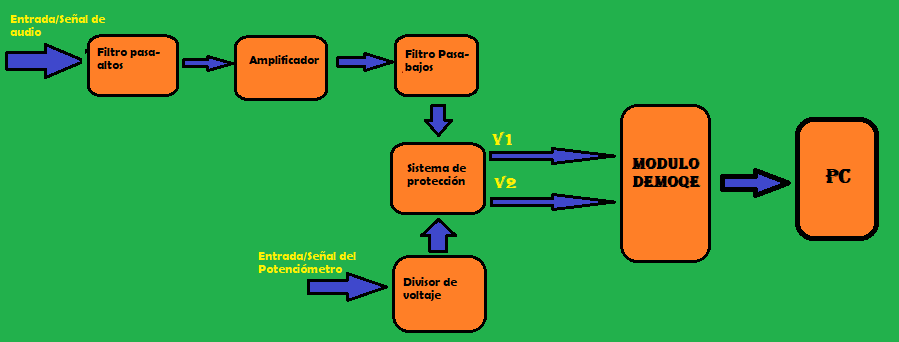 Entrada/Señal de
audio
Filtro pasa-
altos
Amplificador
Filtro Pasa-
bajos
Sistema de
protección
V1
V2
MODULO
DEMOQE
PC
Entrada/Señal del
Potenciómetro
Divisor de
voltaje